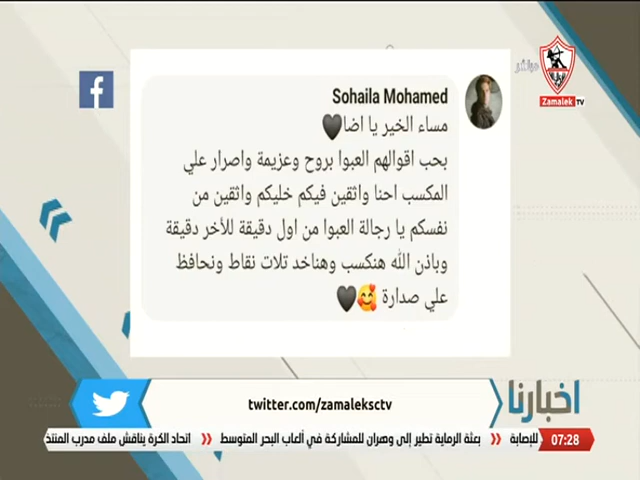 مباشر
Zamalek TV
Sohaila Mohamed
مساء الخير يا اضا🖤
بحب اقوالهم العبوا بروح وعزيمة واصرار علي
المكسب احنا واثقين فيكم خليكم واثقين من
نفسكم يا رجالة العبوا من اول دقيقة للأخر دقيقة
وباذن الله هنكسب وهناخد تلات نقاط ونحافظ
علي صدارة 🥰🖤
اخبارنا
twitter.com/zamaleksctv
07:28
للإصابة » بعثة الرماية تطير إلى وهران للمشاركة في ألعاب البحر المتوسط » اتحاد الكرة يناقش ملف مدرب المنتخ